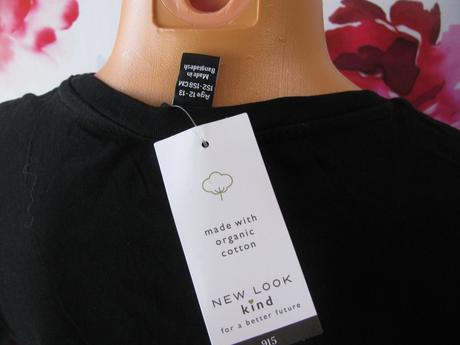 Age 12-13
152-158 CM
Made in
Bangladesh
made with
organic
cotton
NEW LOOK
kind
for a better future
915